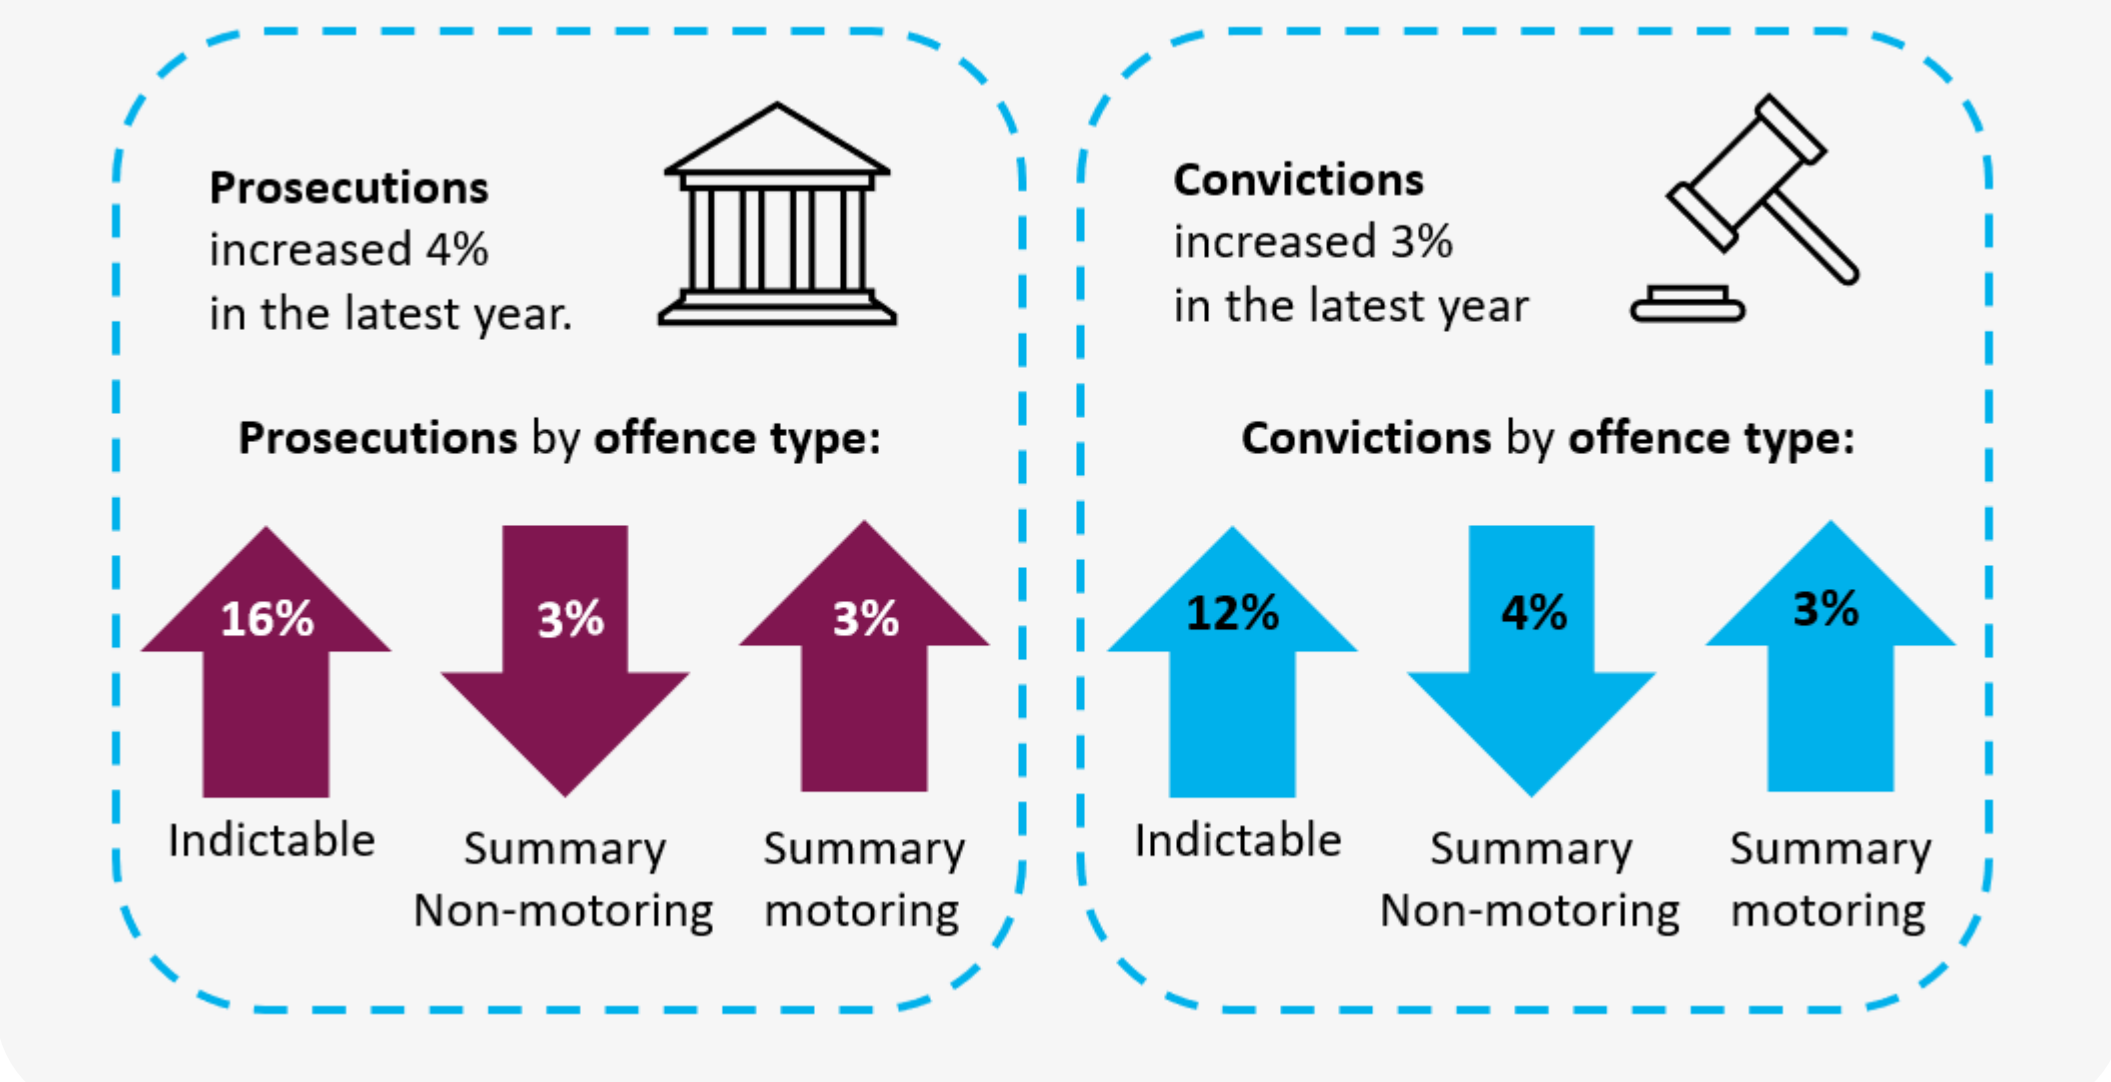 Prosecutions
increased 4%
in the latest year.
Prosecutions by offence type:
16%
3%
3%
Indictable
Summary
Non-motoring
Summary
motoring
Convictions
increased 3%
in the latest year
Convictions by offence type:
12%
4%
3%
Indictable
Summary
Non-motoring
Summary
motoring